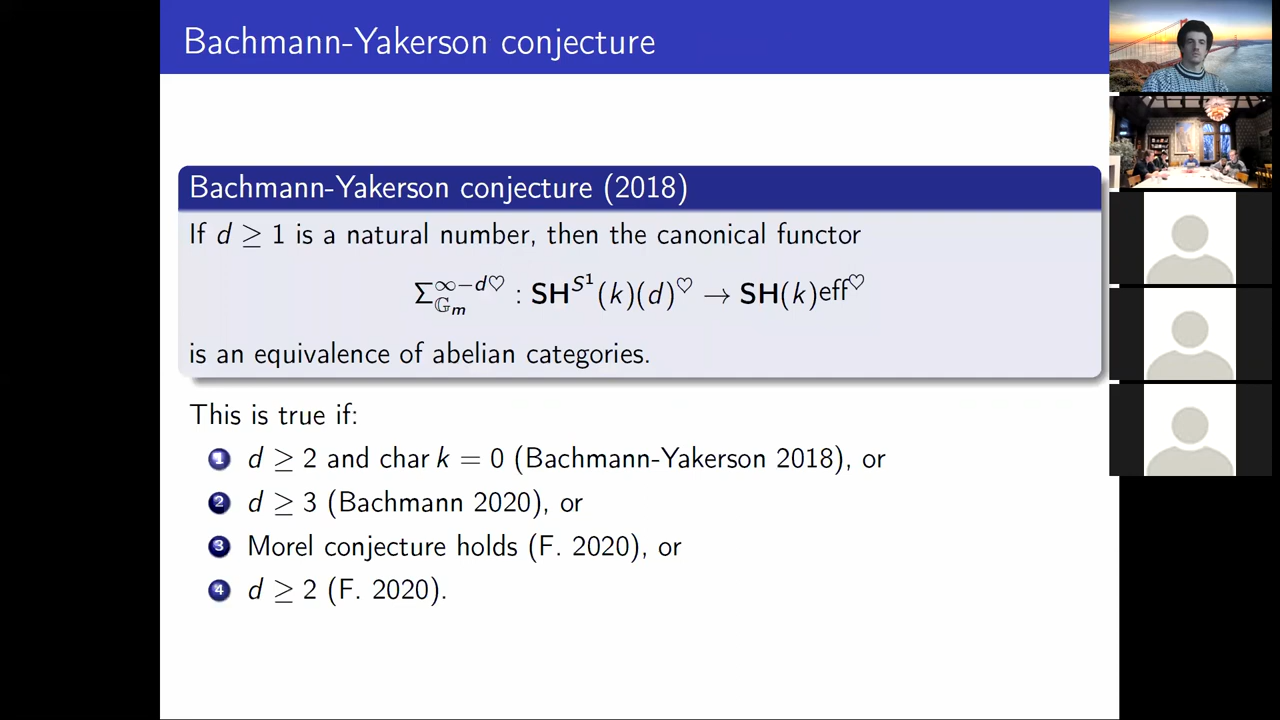 Bachmann-Yakerson conjecture
Bachmann-Yakerson conjecture (2018)
If d ≥ 1 is a natural number, then the canonical functor
Σ^{∞−d♡}_{𝔾_m} : SH^{S^1}(k)(d)^♡ → SH(k)eff^♡
is an equivalence of abelian categories.
This is true if:
1 d ≥ 2 and char k = 0 (Bachmann-Yakerson 2018), or
2 d ≥ 3 (Bachmann 2020), or
3 Morel conjecture holds (F. 2020), or
4 d ≥ 2 (F. 2020).